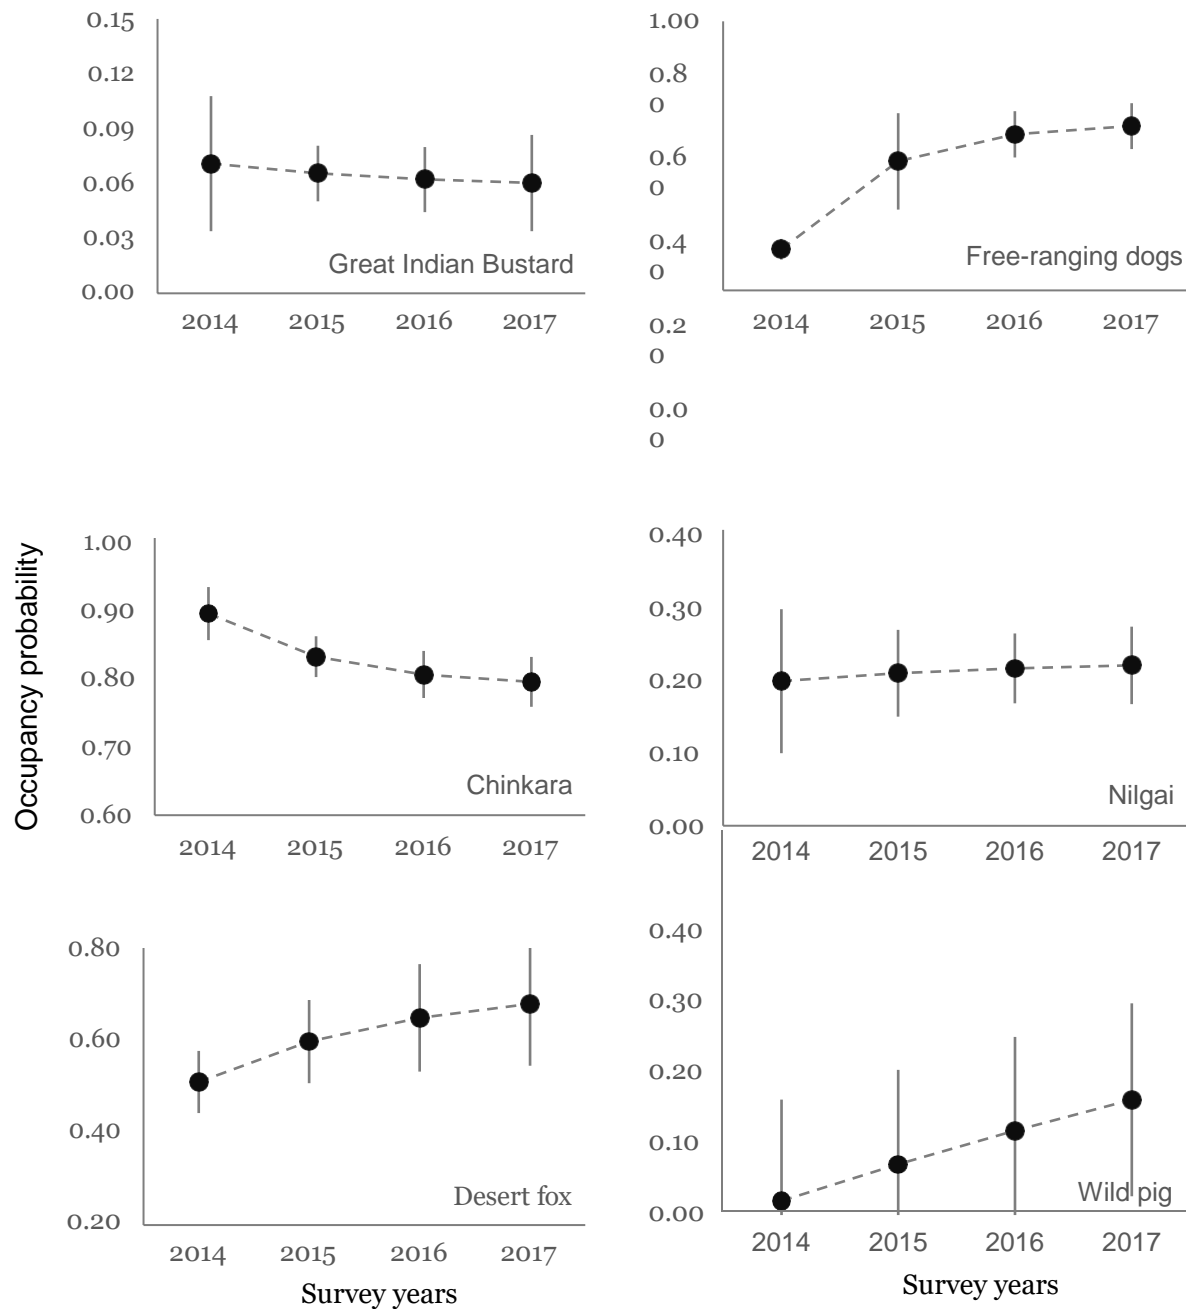 0.15
0.12
0.09
0.06
0.03
0.00
Great Indian Bustard
2014 2015 2016 2017
1.00
0.8
0
0.6
0
0.4
0
0.2
0
0.0
0
Free-ranging dogs
2014 2015 2016 2017
Occupancy probability
1.00
0.90
0.80
0.70
0.60
Chinkara
2014 2015 2016 2017
0.40
0.30
0.20
0.10
0.00
Nilgai
2014 2015 2016 2017
0.80
0.60
0.40
0.20
Desert fox
2014 2015 2016 2017
Survey years
0.40
0.30
0.20
0.10
0.00
Wild pig
2014 2015 2016 2017
Survey years